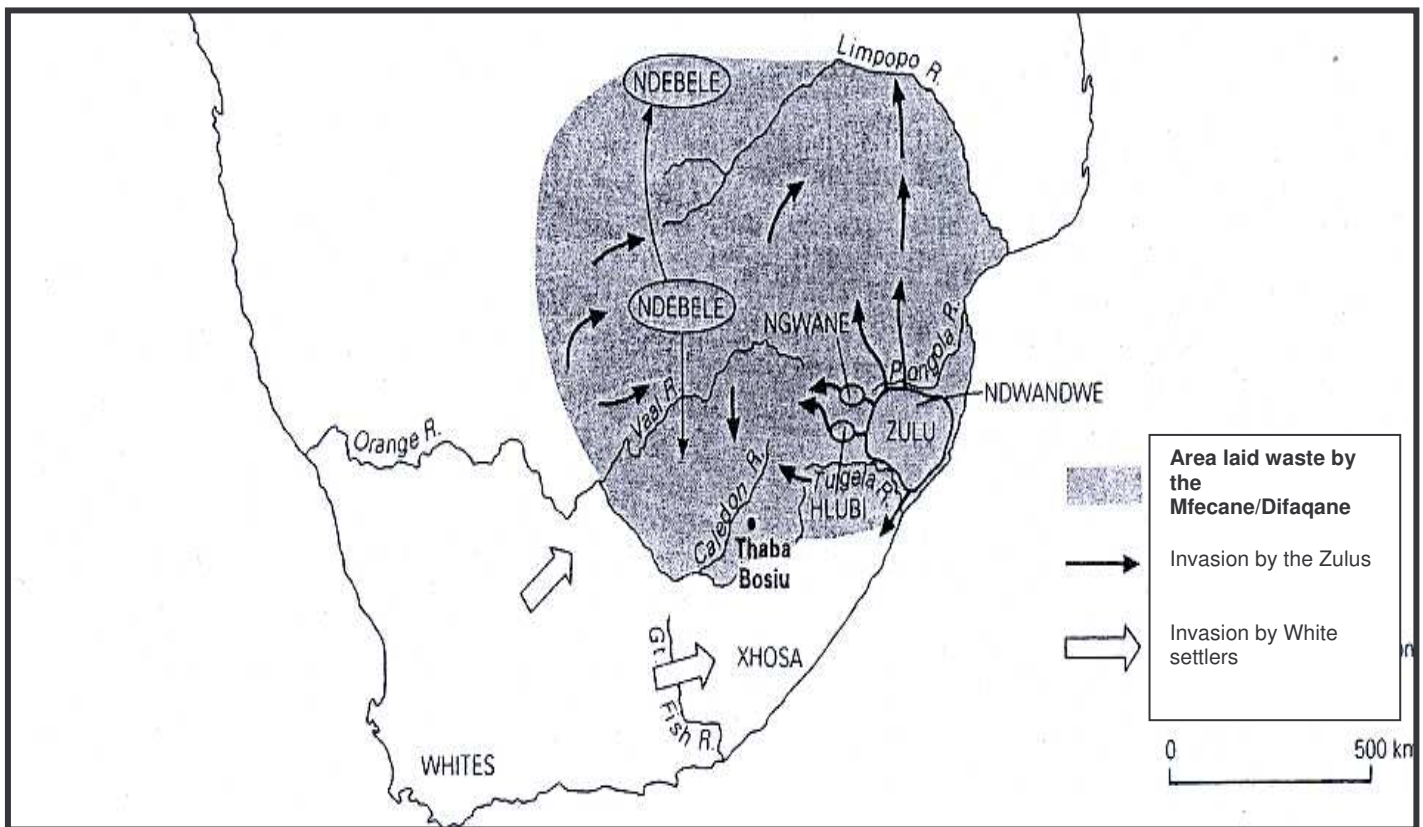 Limpopo R.
NDEBELE
NDEBELE
NGWANE
Pongola R.
NDWANDWE
ZULU
Vaal R.
Orange R.
Tulgela R.
HLUBI
Caledon R.
Thaba
Bosiu
Gt. Fish R.
XHOSA
WHITES
Area laid waste by
the
Mfecane/Difaqane
Invasion by the Zulus
Invasion by White
settlers
0 500 km